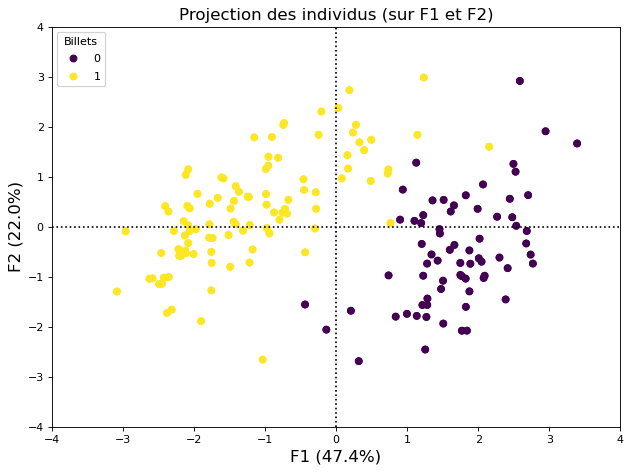 Projection des individus (sur F1 et F2)
Billets
0
1
4
3
2
1
0
−1
−2
−3
−4
F2 (22.0%)
−4 −3 −2 −1 0 1 2 3 4
F1 (47.4%)